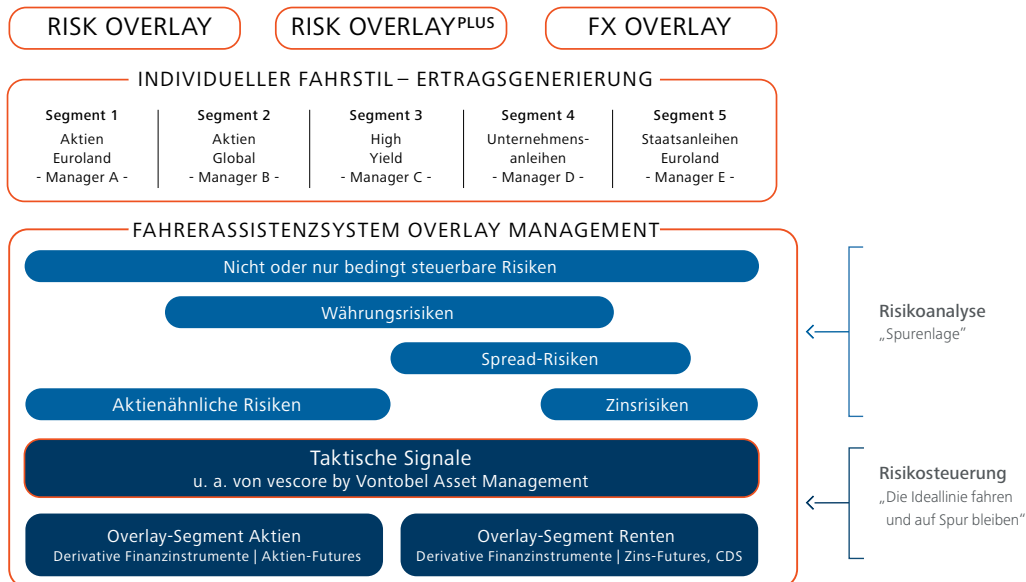 RISK OVERLAY
RISK OVERLAYPLUS
FX OVERLAY
INDIVIDUELLER FAHRSTIL – ERTRAGSGENERIERUNG
Segment 1
Aktien
Euroland
- Manager A -
Segment 2
Aktien
Global
- Manager B -
Segment 3
High
Yield
- Manager C -
Segment 4
Unternehmens-
anleihen
- Manager D -
Segment 5
Staatsanleihen
Euroland
- Manager E -
FAHRERASSISTENZSYSTEM OVERLAY MANAGEMENT
Nicht oder nur bedingt steuerbare Risiken
Währungsrisiken
Spread-Risiken
Aktienähnliche Risiken
Zinsrisiken
Risikoanalyse
„Spurenlage"
Taktische Signale
u. a. von vescore by Vontobel Asset Management
Overlay-Segment Aktien
Derivative Finanzinstrumente | Aktien-Futures
Overlay-Segment Renten
Derivative Finanzinstrumente | Zins-Futures, CDS
Risikosteuerung
„Die Ideallinie fahren
und auf Spur bleiben"